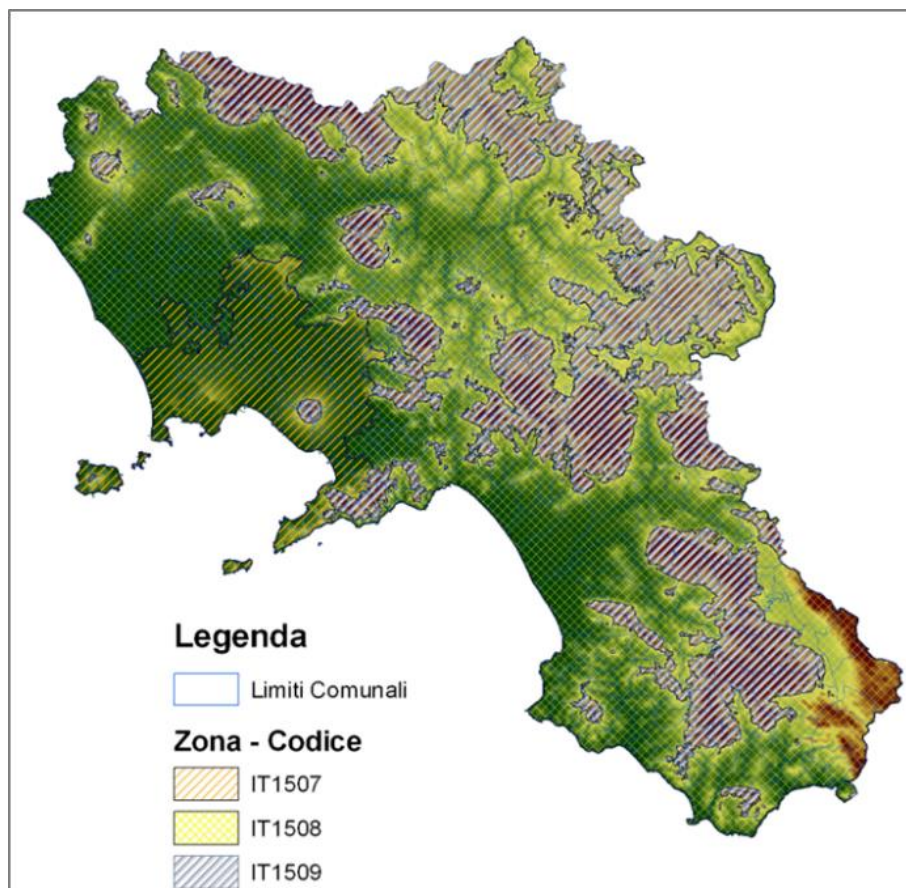 Legenda
Limiti Comunali
Zona - Codice
IT1507
IT1508
IT1509